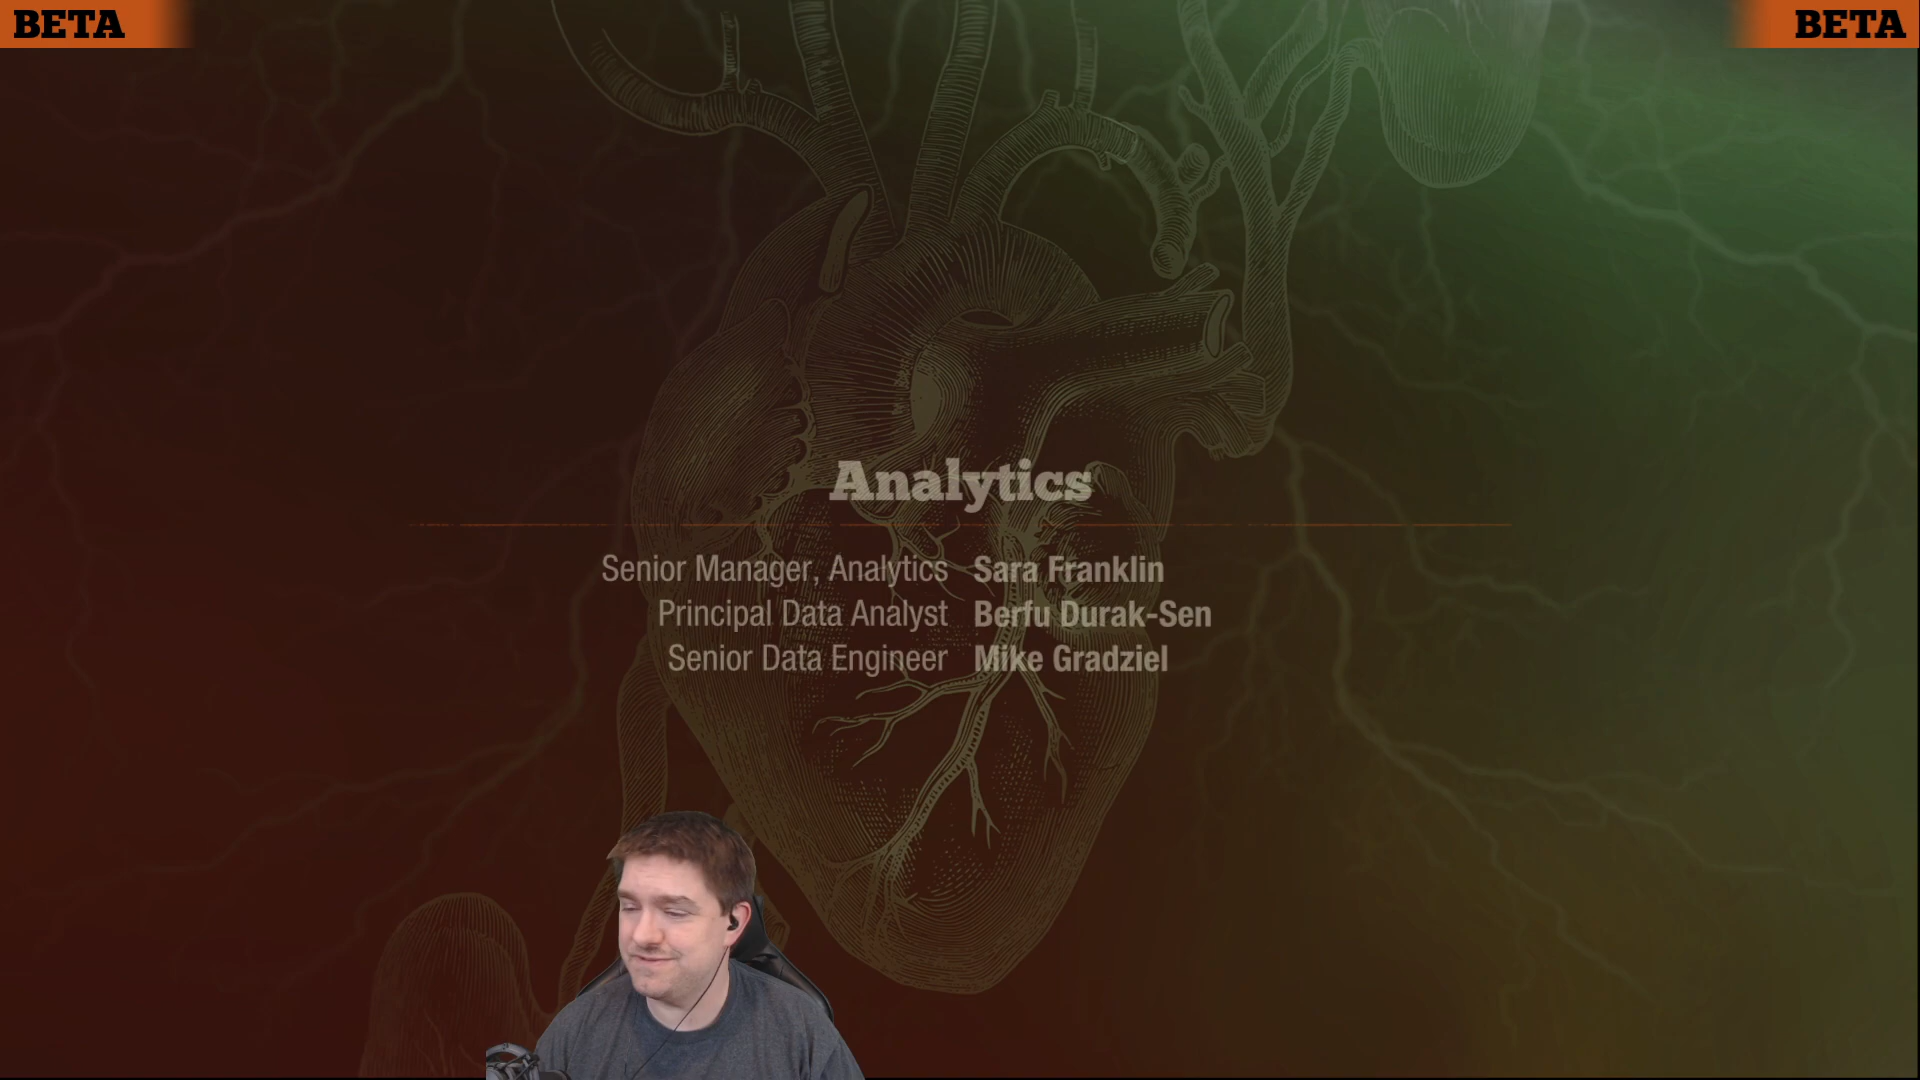 BETA
BETA
Analytics
Senior Manager, Analytics Sara Franklin
Principal Data Analyst Berfu Durak-Sen
Senior Data Engineer Mike Gradziel